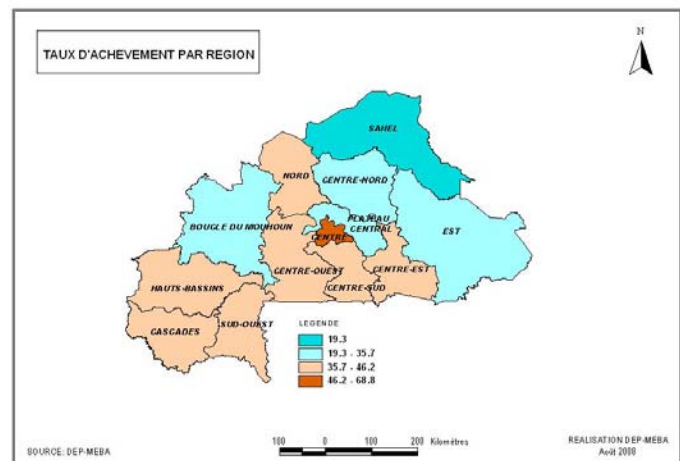 TAUX D'ACHEVEMENT PAR REGION
N
SAHEL
NORD
CENTRE-NORD
PLATEAU
CENTRAL
BOUGLE DU MOUHOUN
CENTRE
EST
CENTRE-OUEST
CENTRE-EST
HAUTS-BASSINS
CENTRE-SUD
SUD-OUEST
CASCADES
LEGENDE
19.3
19.3 - 35.7
35.7 - 46.2
46.2 - 68.8
100 0 100 200 Kilomètres
SOURCE: DEP-MEBA
REALISATION DEP-MEBA
Août 2008